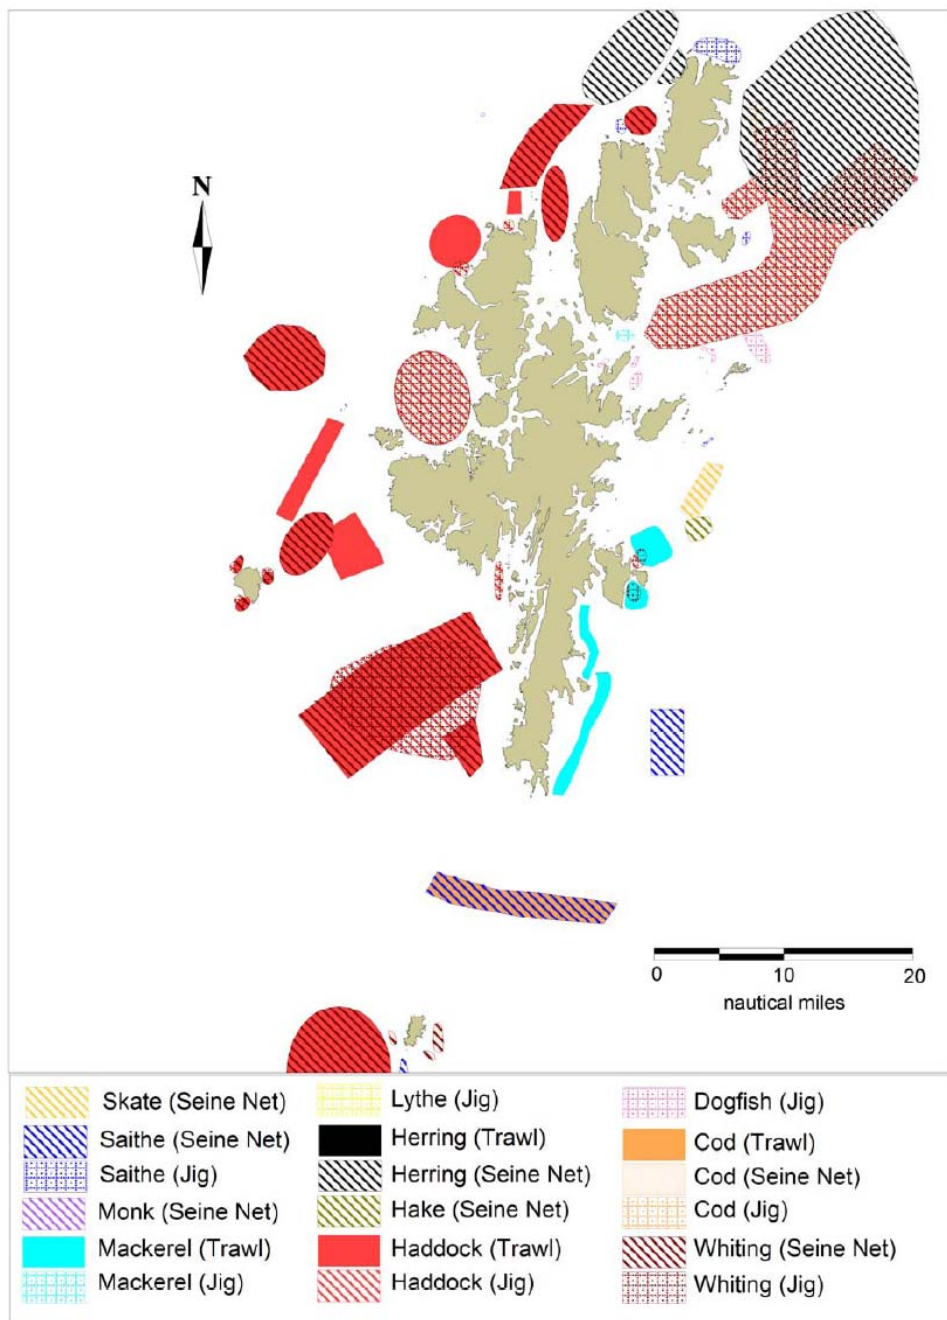 N
0 10 20
nautical miles
Skate (Seine Net) Lythe (Jig) Dogfish (Jig)
Saithe (Seine Net) Herring (Trawl) Cod (Trawl)
Saithe (Jig) Herring (Seine Net) Cod (Seine Net)
Monk (Seine Net) Hake (Seine Net) Cod (Jig)
Mackerel (Trawl) Haddock (Trawl) Whiting (Seine Net)
Mackerel (Jig) Haddock (Jig) Whiting (Jig)